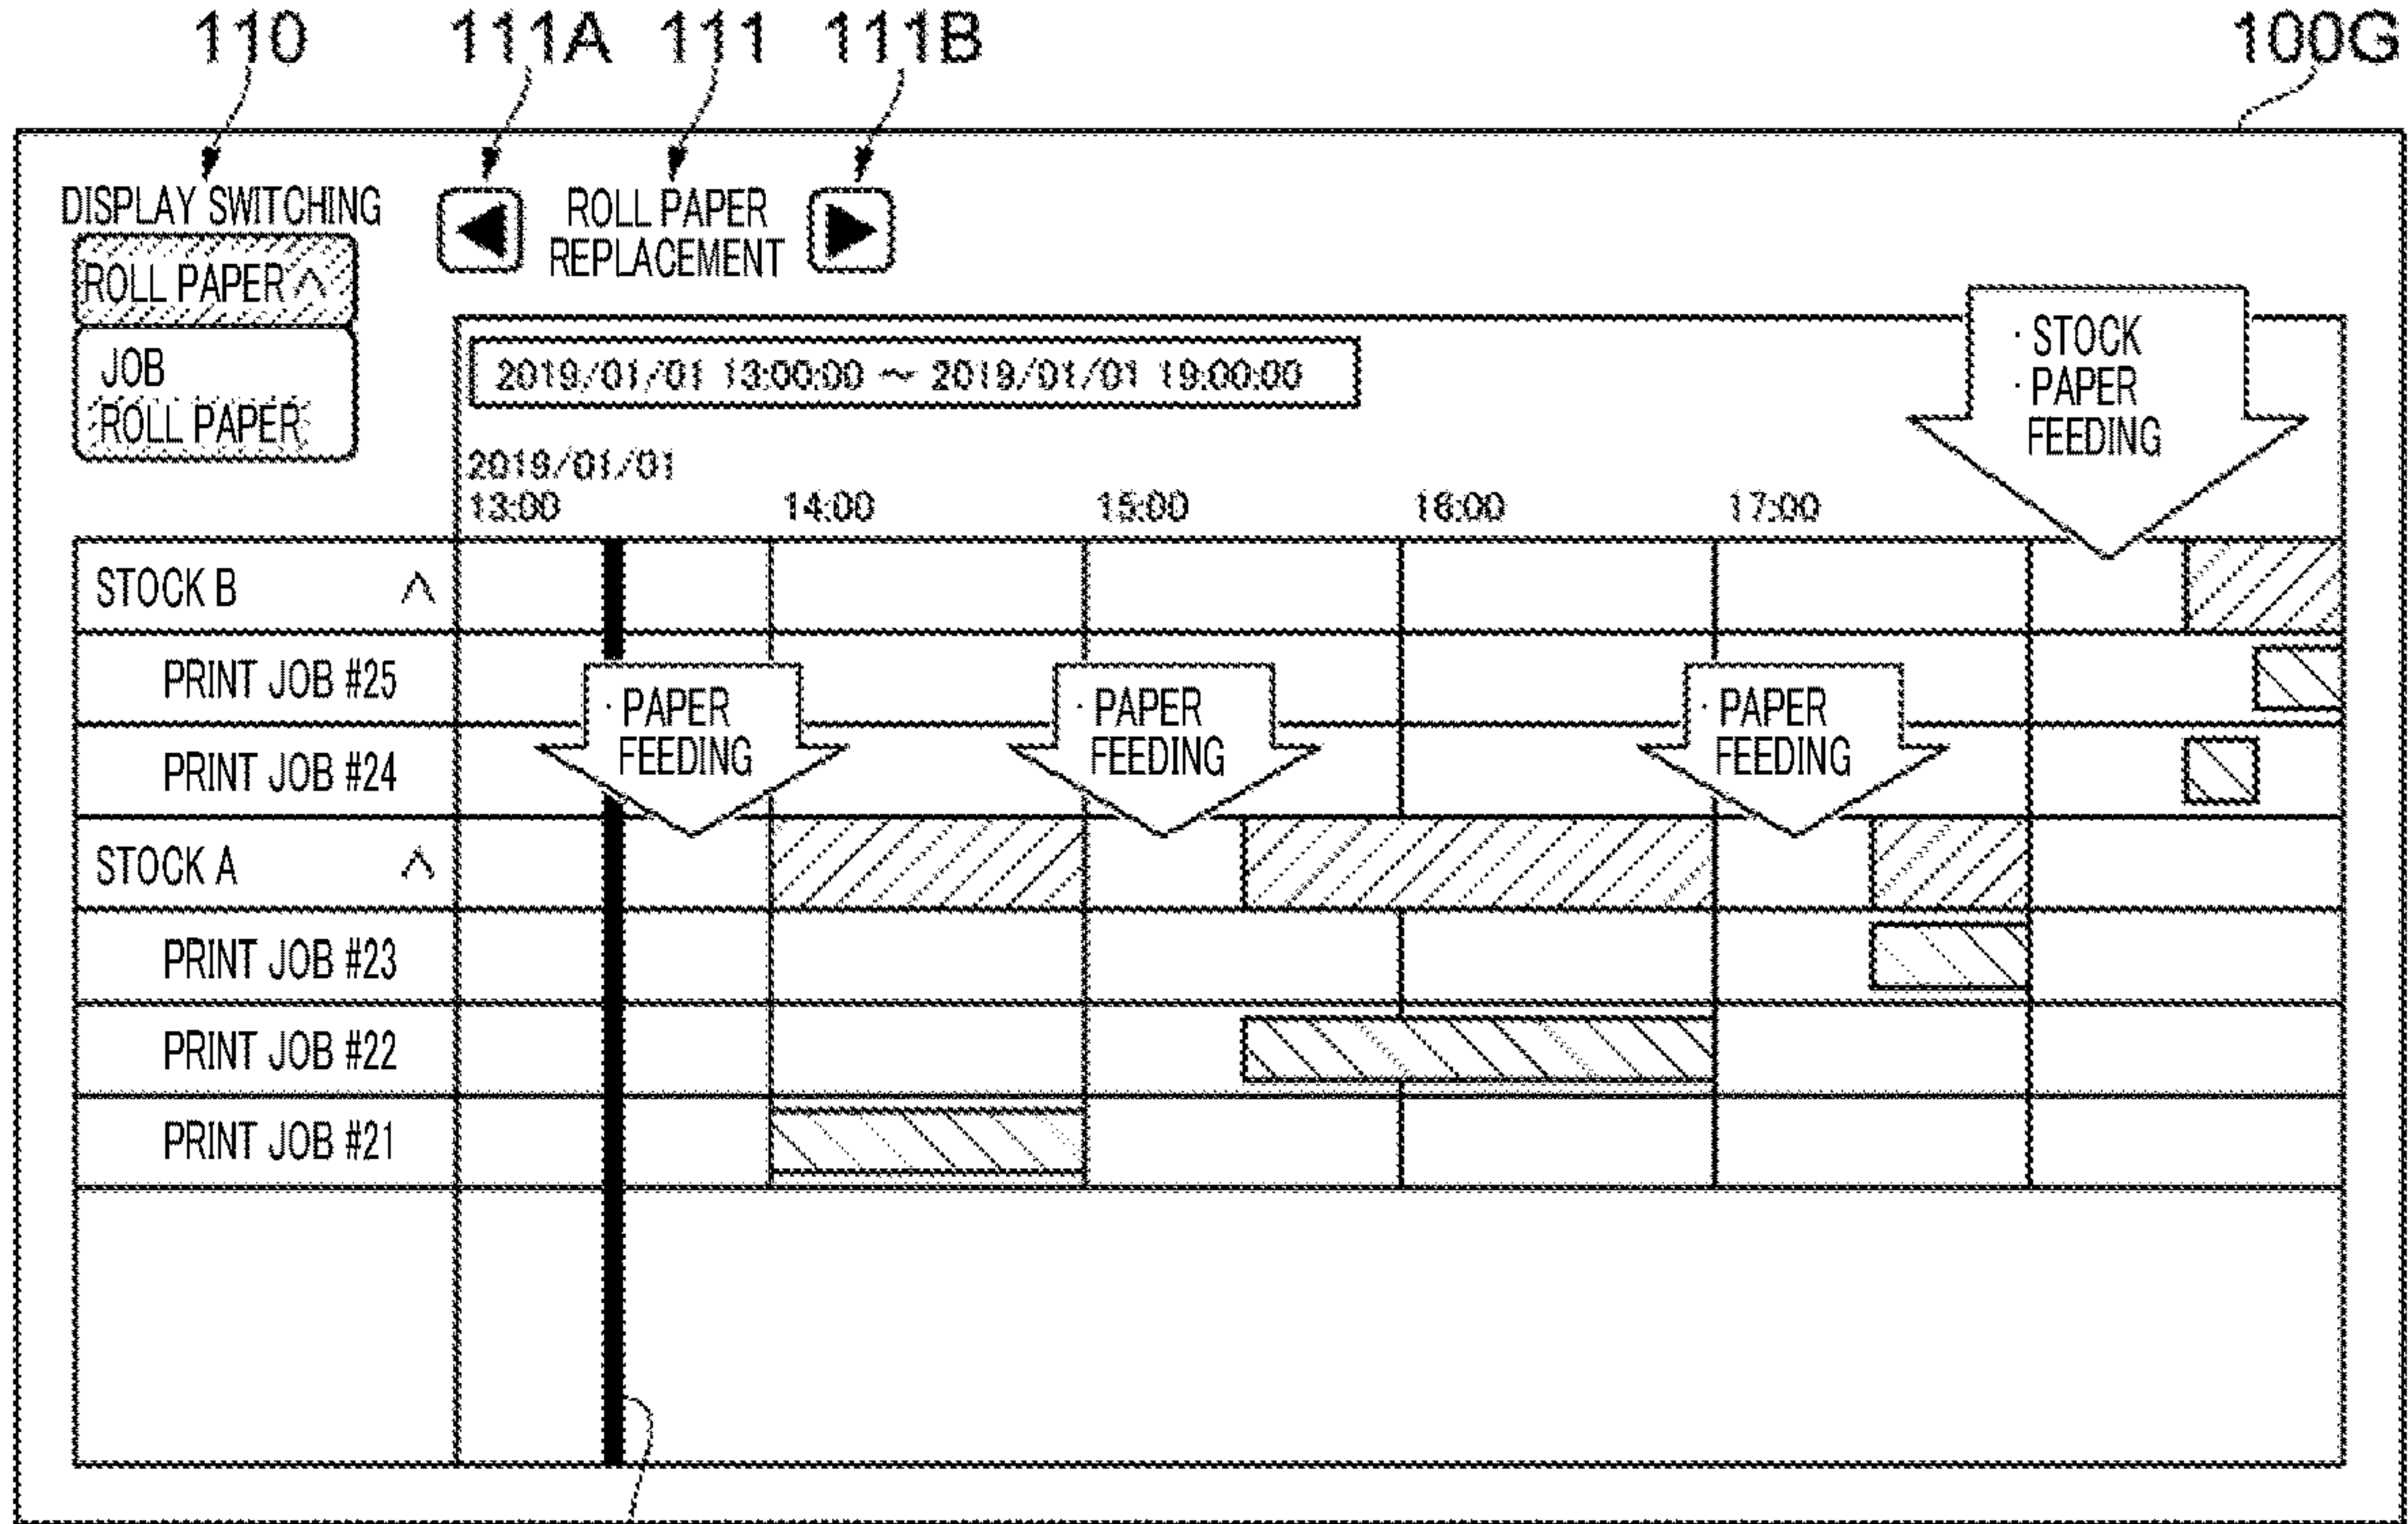 110
111A
111
111B
100G
DISPLAY SWITCHING
ROLL PAPER ^
JOB
ROLL PAPER
ROLL PAPER
REPLACEMENT
2019/01/01 13:00:00 ~ 2019/01/01 19:00:00
· STOCK
· PAPER
FEEDING
2019/01/01
13:00
14:00
15:00
16:00
17:00
STOCK B ^
PRINT JOB #25
PRINT JOB #24
· PAPER
FEEDING
· PAPER
FEEDING
· PAPER
FEEDING
STOCK A ^
PRINT JOB #23
PRINT JOB #22
PRINT JOB #21